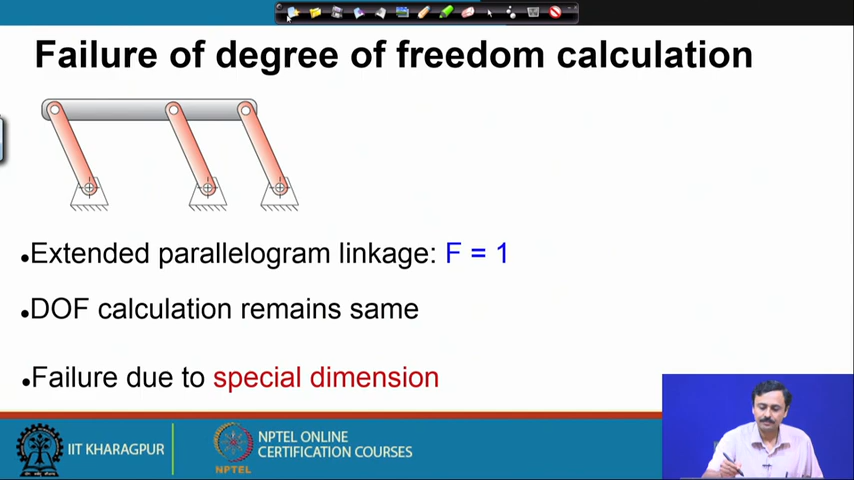 Failure of degree of freedom calculation
•Extended parallelogram linkage: F = 1
•DOF calculation remains same
•Failure due to special dimension
IIT KHARAGPUR
NPTEL
NPTEL ONLINE
CERTIFICATION COURSES